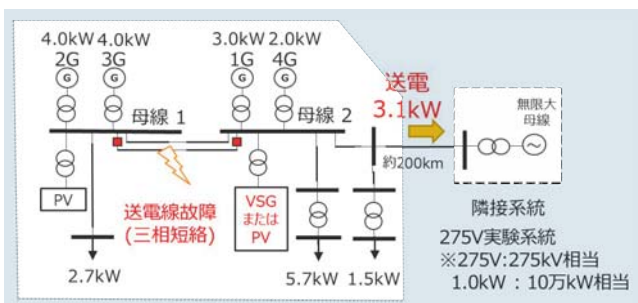 4.0kW 4.0kW
2G 3G
G G
3.0kW 2.0kW
1G 4G
G G
母線 1
母線 2
送電
3.1kW
約200km
無限大
母線
PV
送電線故障
(三相短絡)
VSG
または
PV
2.7kW
5.7kW
1.5kW
隣接系統
275V実験系統
※275V:275kV相当
1.0kW : 10万kW相当